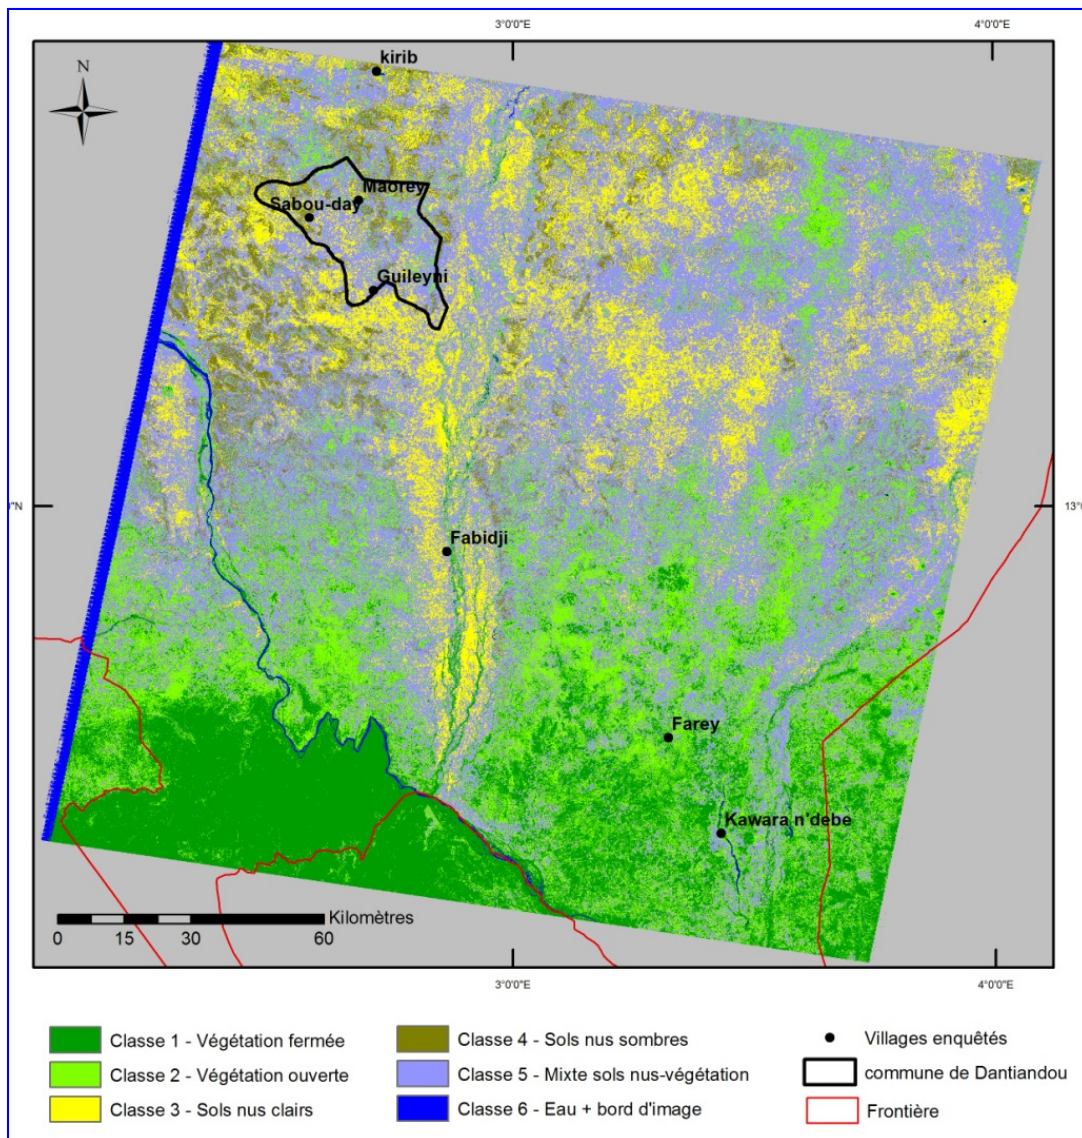 3°0'0"E 4°0'0"E
N
kirib
Maorey
Sabou-day
Guileyni
0"N 13°0
Fabidji
Farey
Kawara n'debe
Kilomètres
0 15 30 60
3°0'0"E 4°0'0"E
Classe 1 - Végétation fermée
Classe 2 - Végétation ouverte
Classe 3 - Sols nus clairs
Classe 4 - Sols nus sombres
Classe 5 - Mixte sols nus-végétation
Classe 6 - Eau + bord d'image
Villages enquêtés
commune de Dantiandou
Frontière